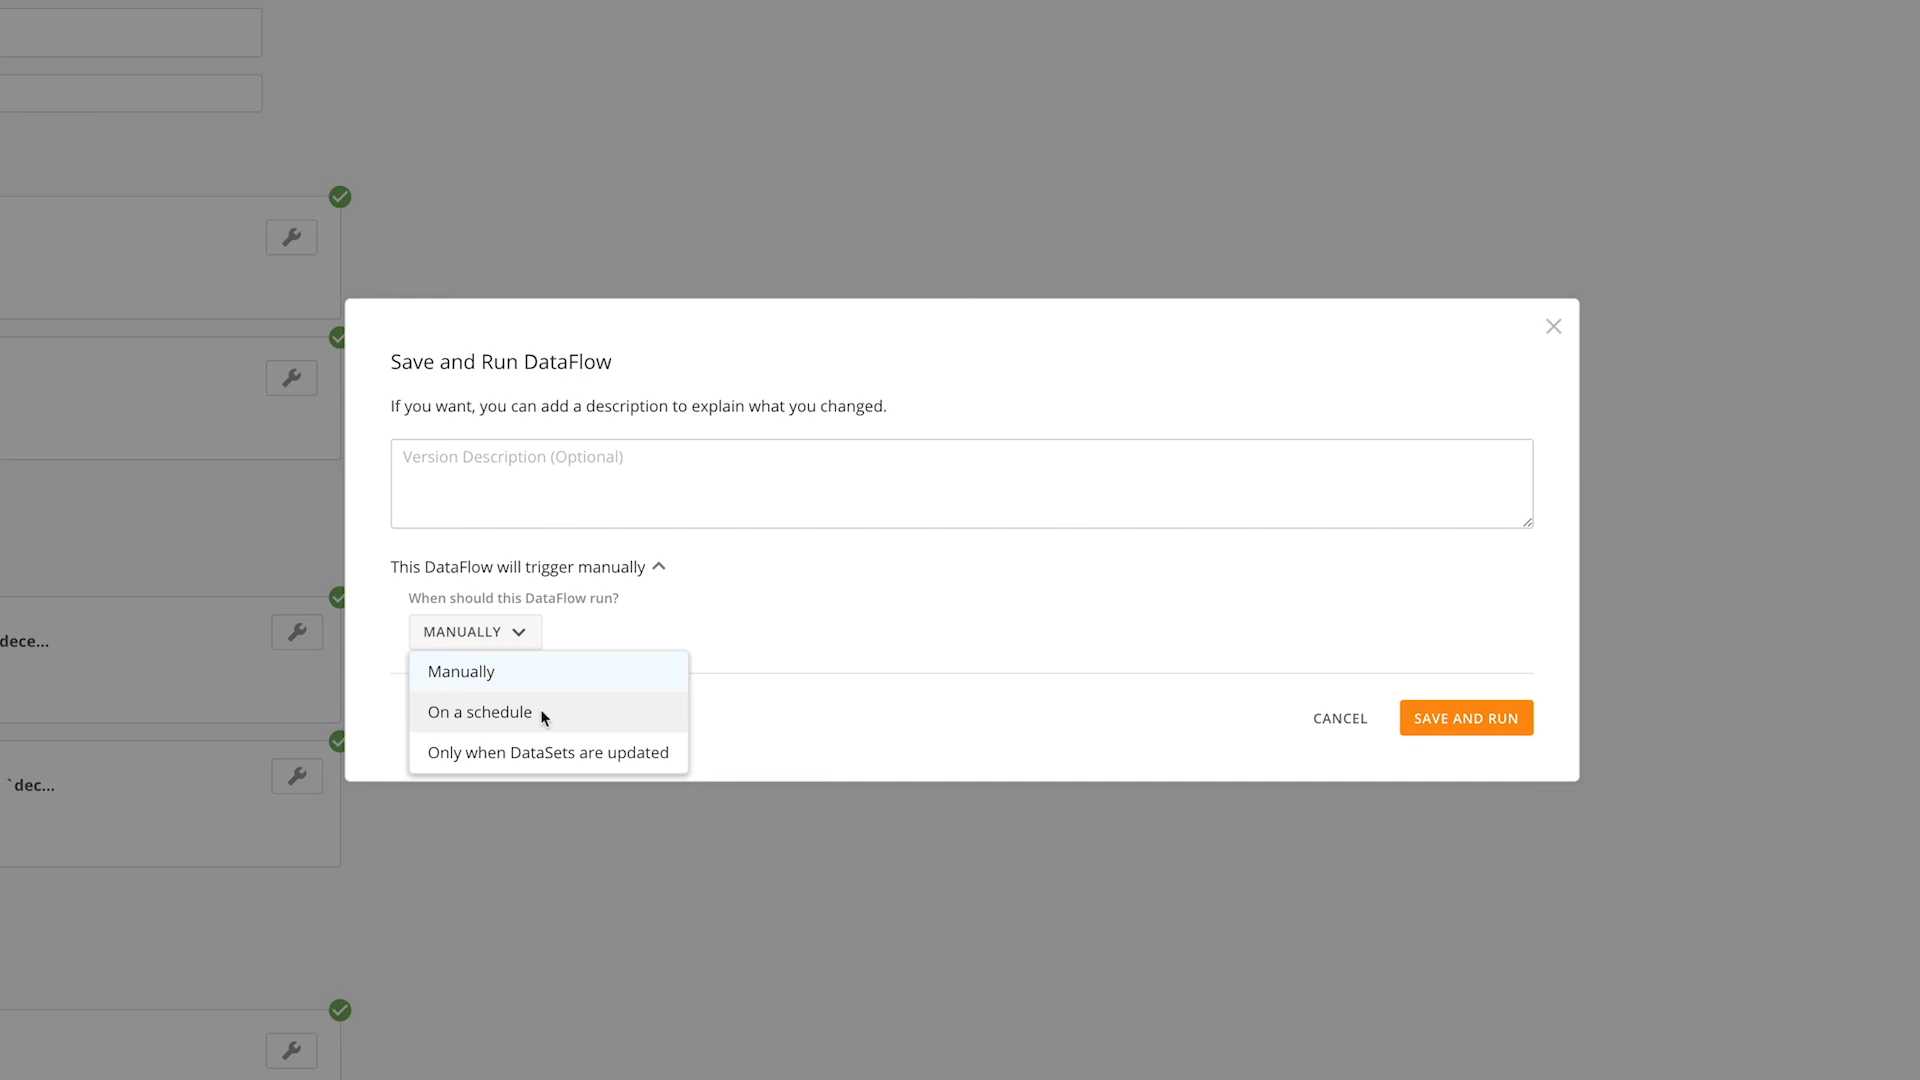 Save and Run DataFlow
If you want, you can add a description to explain what you changed.
Version Description (Optional)
This DataFlow will trigger manually
When should this DataFlow run?
MANUALLY
Manually
On a schedule
Only when DataSets are updated
CANCEL
SAVE AND RUN
dece...
`dec...